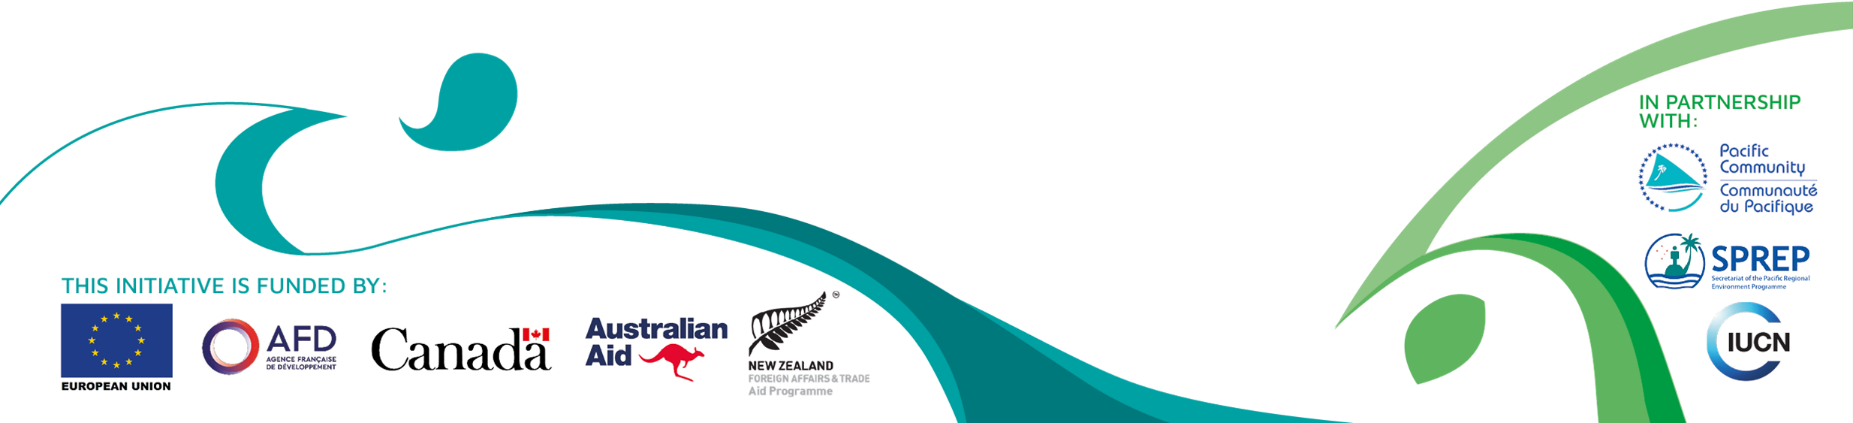 IN PARTNERSHIP
WITH:
Pacific
Community
Communauté
du Pacifique
SPREP
Secretariat of the Pacific Regional
Environment Programme
IUCN
THIS INITIATIVE IS FUNDED BY:
EUROPEAN UNION
AFD
AGENCE FRANÇAISE
DE DÉVELOPPEMENT
Canada
Australian
Aid
TM
NEW ZEALAND
FOREIGN AFFAIRS & TRADE
Aid Programme